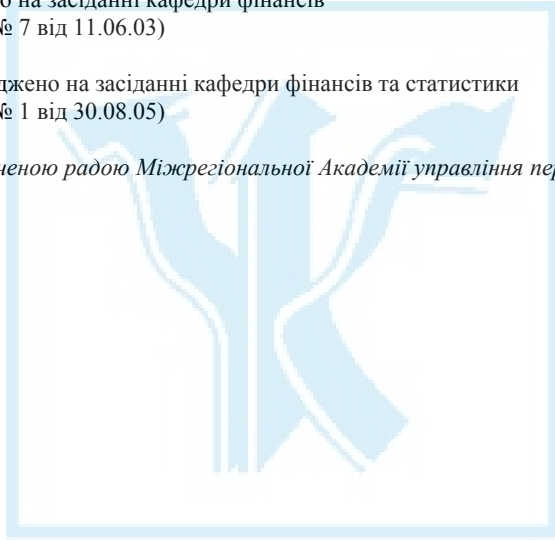 о на засіданні кафедри фінансів
№ 7 від 11.06.03)
джено на засіданні кафедри фінансів та статистики
№ 1 від 30.08.05)
ченою радою Міжрегіональної Академії управління пер